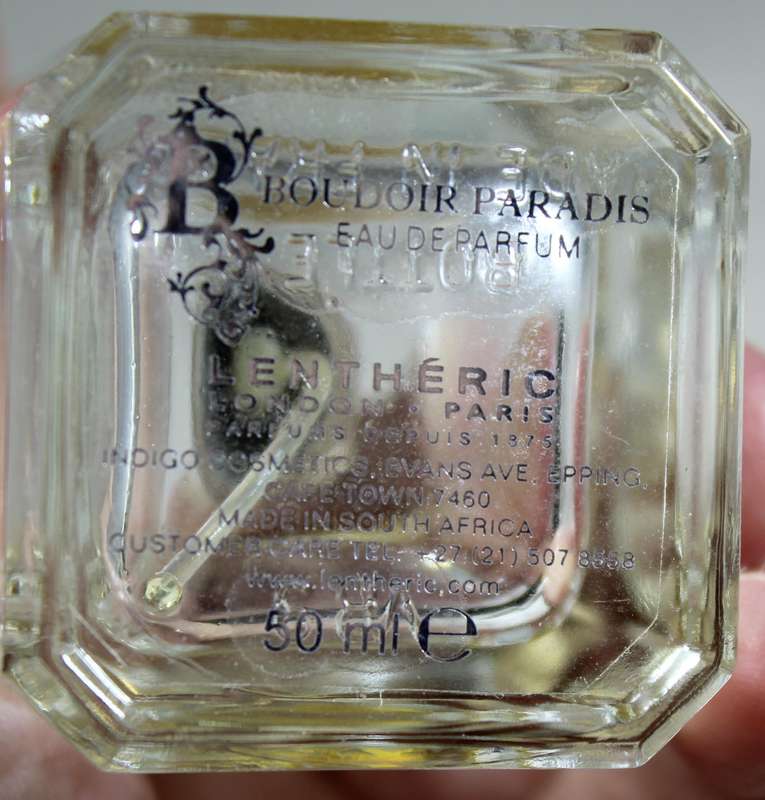 B BOUDOIR PARADIS
EAU DE PARFUM
BOTTLE
LENTHÉRIC
LONDON • PARIS
PARFUMS DEPUIS 1875
INDIGO COSMETICS, EVANS AVE, EPPING,
CAPE TOWN 7460
MADE IN SOUTH AFRICA
CUSTOMER CARE TEL: +27 (21) 507 8558
www.lentheric.com
50 ml e